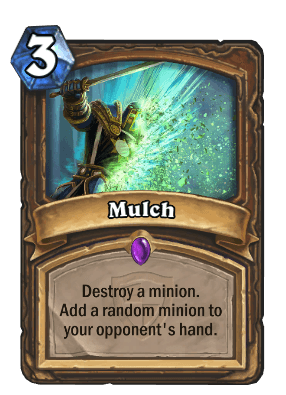 3
Mulch
Destroy a minion.
Add a random minion to
your opponent's hand.